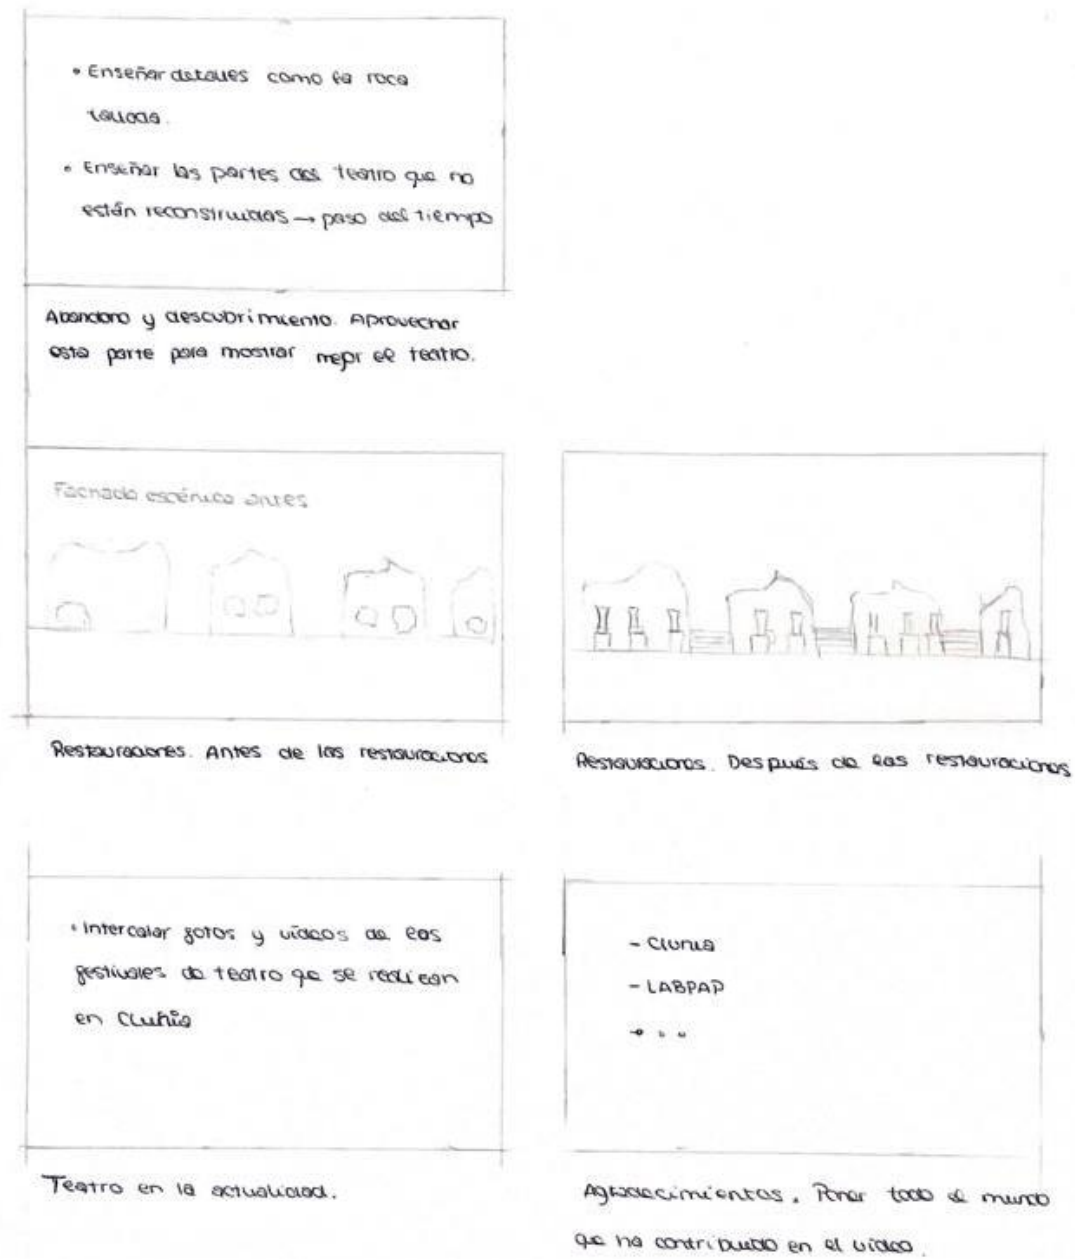 • Enseñar detalles como la roca
tallada.
• Enseñar las partes del teatro que no
están reconstruidas → paso del tiempo
Abandono y descubrimiento. Aprovechar
esta parte para mostrar mejor el teatro.
Fachada escénica antes
Restauraciones. Antes de las restauraciones
Restauraciones. Después de las restauraciones
• Intercalar fotos y vídeos de los
festivales de teatro que se realizan
en Clunia
- Clunia
- LABPAP
- . . .
Teatro en la actualidad.
Agradecimientos. Poner todo el mundo
que ha contribuido en el vídeo.